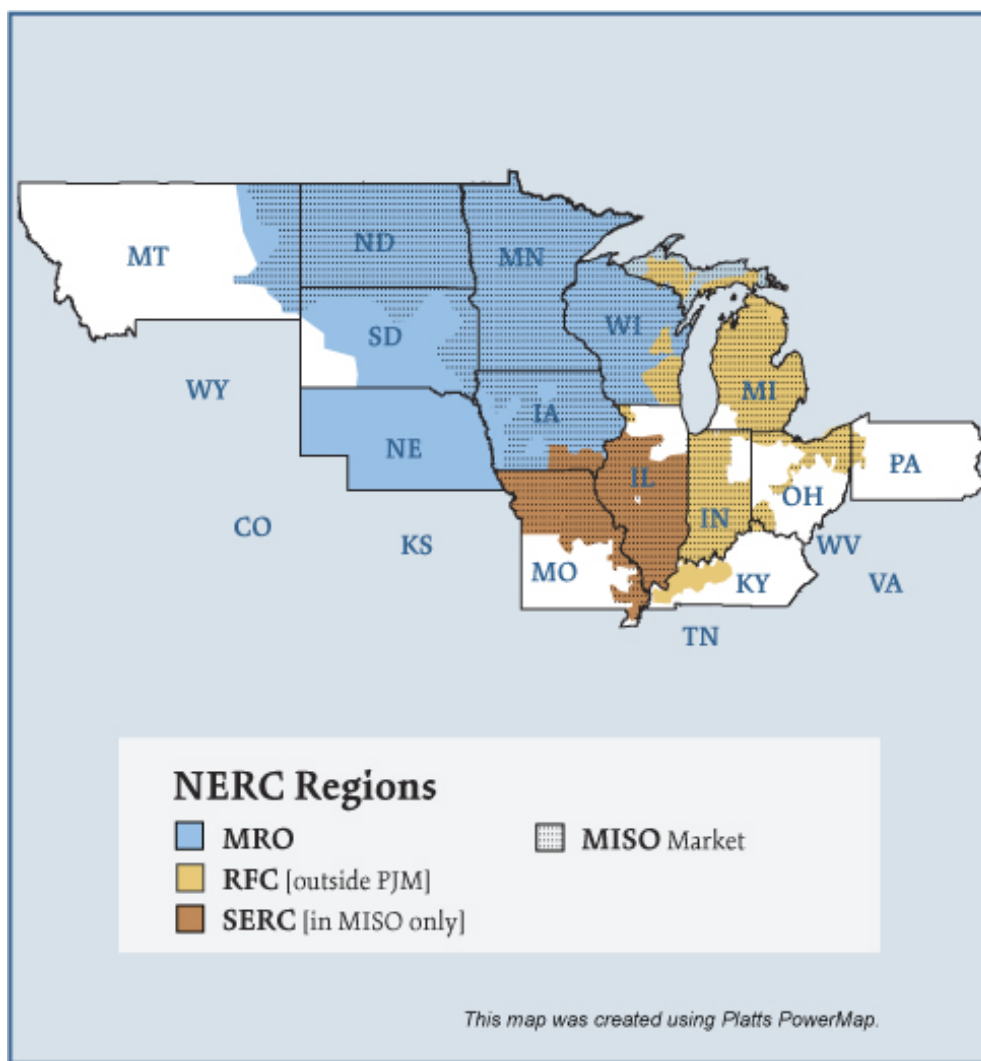 MT
ND
MN
SD
WI
WY
MI
IA
NE
PA
IL
OH
IN
CO
KS
WV
MO
KY
VA
TN
NERC Regions
MRO
MISO Market
RFC [outside PJM]
SERC [in MISO only]
This map was created using Platts PowerMap.